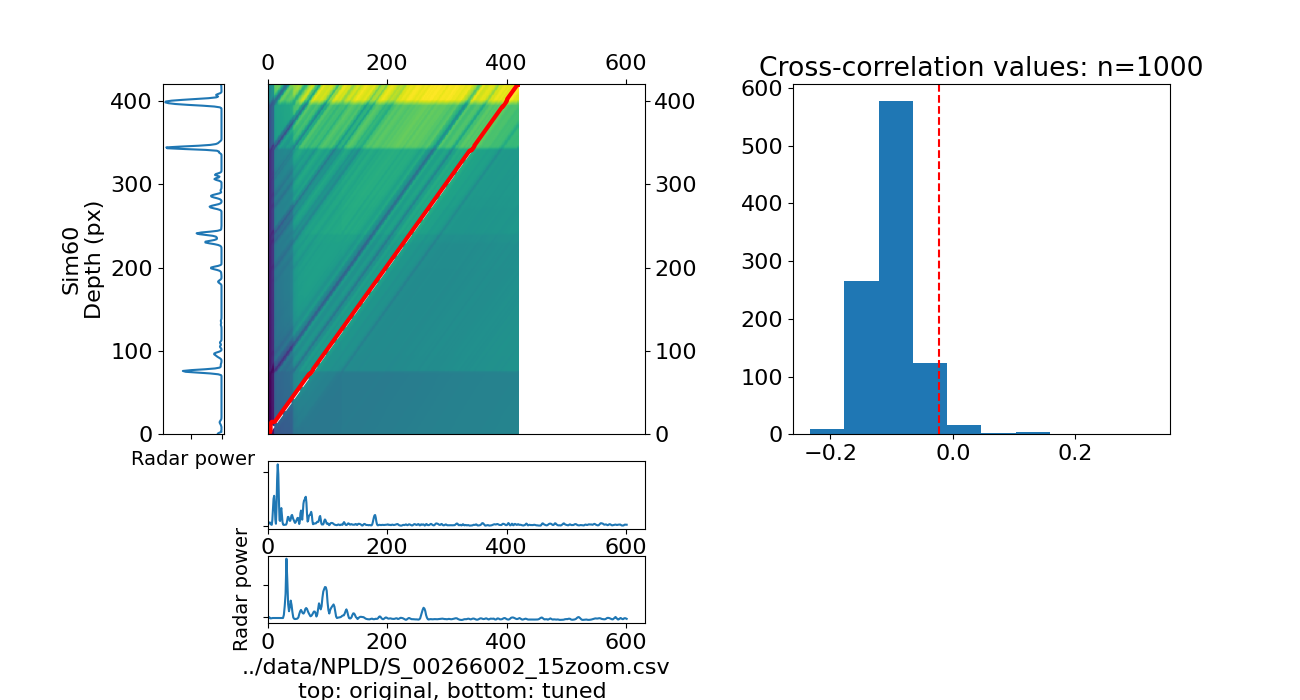 0 200 400 600
Cross-correlation values: n=1000
400
300
200
100
0
Sim60
Depth (px)
Radar power
400
300
200
100
0
600
500
400
300
200
100
0
−0.2 0.0 0.2
0 200 400 600
Radar power
0 200 400 600
../data/NPLD/S_00266002_15zoom.csv
top: original, bottom: tuned